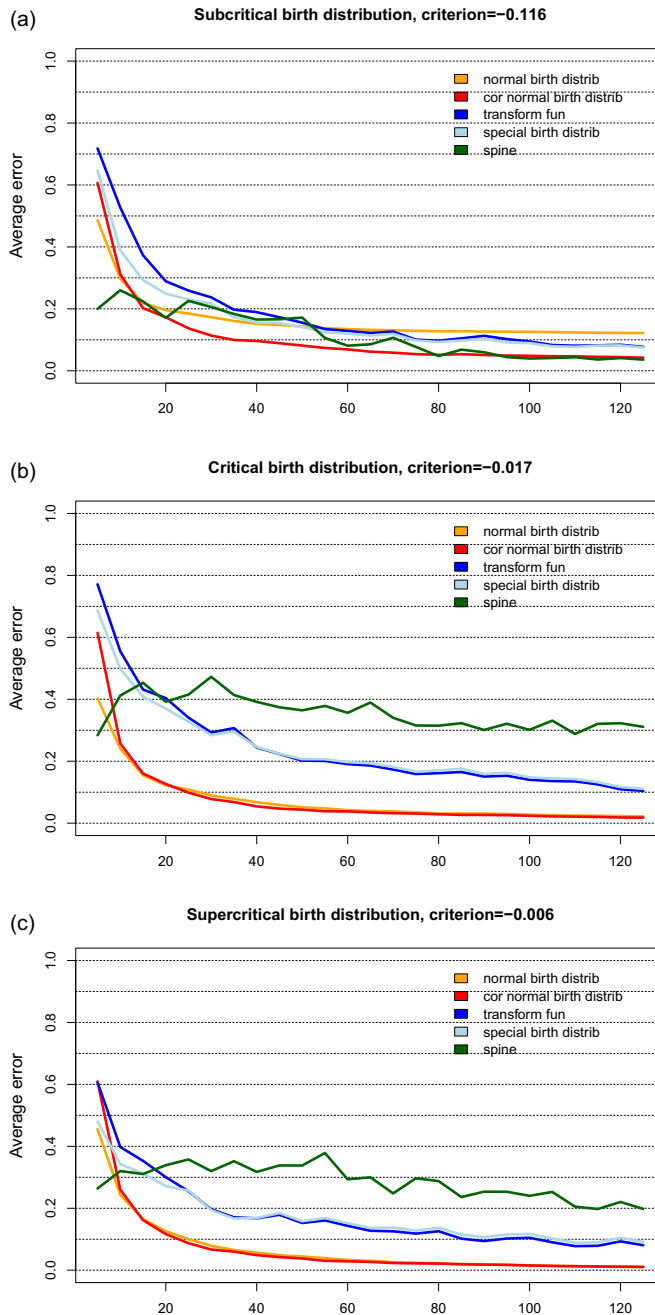 (a)
Subcritical birth distribution, criterion=−0.116
Average error
0.0 0.2 0.4 0.6 0.8 1.0
normal birth distrib
cor normal birth distrib
transform fun
special birth distrib
spine
20 40 60 80 100 120
(b)
Critical birth distribution, criterion=−0.017
Average error
0.0 0.2 0.4 0.6 0.8 1.0
normal birth distrib
cor normal birth distrib
transform fun
special birth distrib
spine
20 40 60 80 100 120
(c)
Supercritical birth distribution, criterion=−0.006
Average error
0.0 0.2 0.4 0.6 0.8 1.0
normal birth distrib
cor normal birth distrib
transform fun
special birth distrib
spine
20 40 60 80 100 120